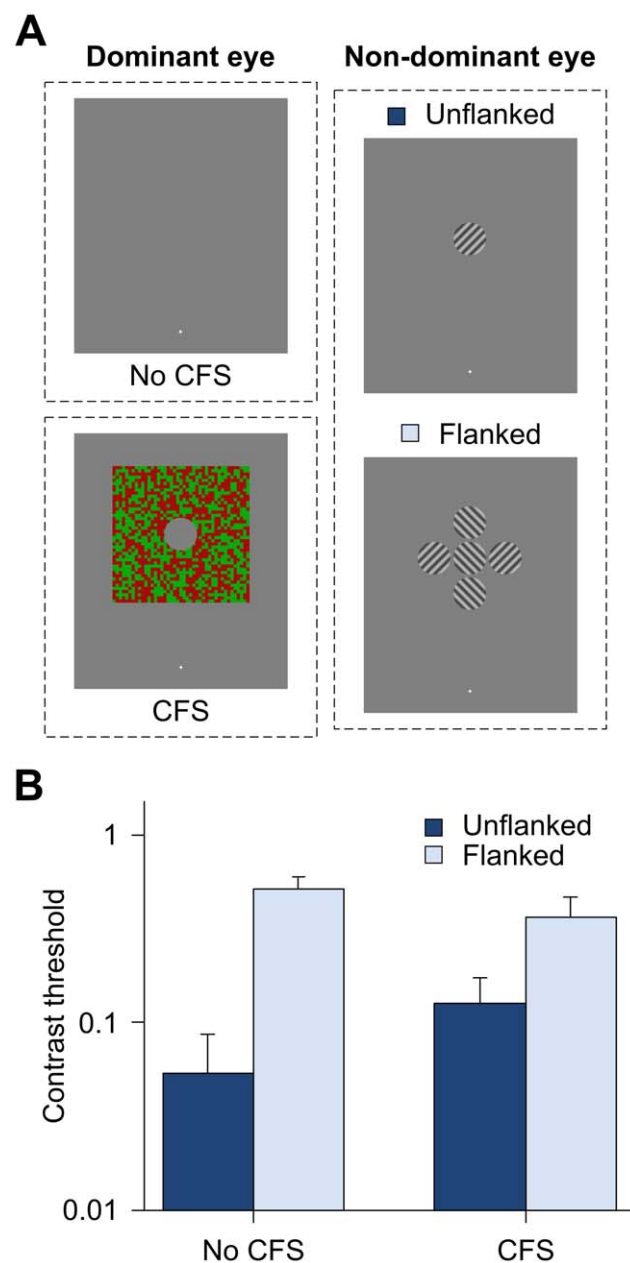 A
Dominant eye
Non-dominant eye
No CFS
CFS
Unflanked
Flanked
B
Unflanked
Flanked
Contrast threshold
1
0.1
0.01
No CFS
CFS